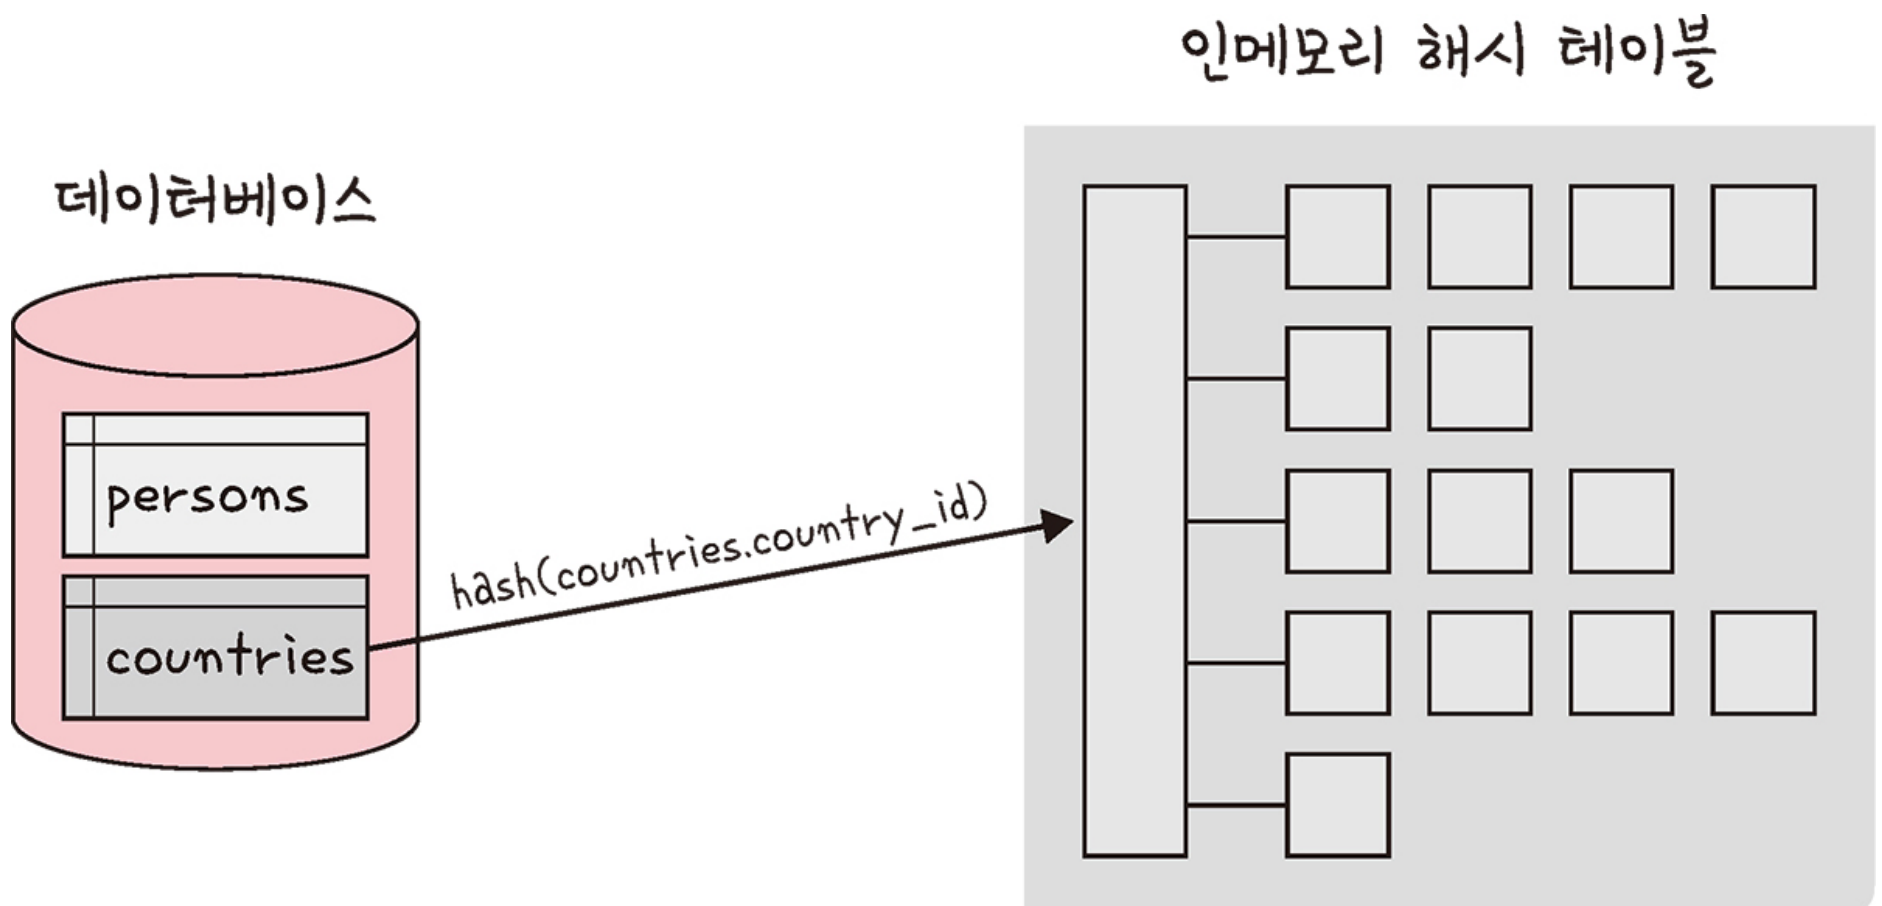 인메모리 해시 테이블
데이터베이스
persons
countries
hash(countries.country_id)